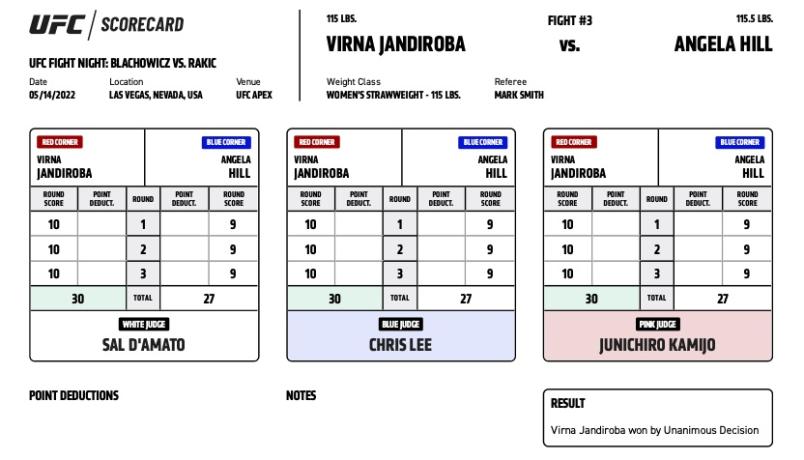 UFC / SCORECARD
UFC FIGHT NIGHT: BLACHOWICZ VS. RAKIC
Date Location Venue
05/14/2022 LAS VEGAS, NEVADA, USA UFC APEX
115 LBS. FIGHT #3 115.5 LBS.
VIRNA JANDIROBA VS. ANGELA HILL
Weight Class Referee
WOMEN'S STRAWWEIGHT - 115 LBS. MARK SMITH
RED CORNER BLUE CORNER
VIRNA ANGELA
JANDIROBA HILL
ROUND SCORE POINT DEDUCT. ROUND POINT DEDUCT. ROUND SCORE
10 1 9
10 2 9
10 3 9
30 TOTAL 27
WHITE JUDGE
SAL D'AMATO
RED CORNER BLUE CORNER
VIRNA ANGELA
JANDIROBA HILL
ROUND SCORE POINT DEDUCT. ROUND POINT DEDUCT. ROUND SCORE
10 1 9
10 2 9
10 3 9
30 TOTAL 27
BLUE JUDGE
CHRIS LEE
RED CORNER BLUE CORNER
VIRNA ANGELA
JANDIROBA HILL
ROUND SCORE POINT DEDUCT. ROUND POINT DEDUCT. ROUND SCORE
10 1 9
10 2 9
10 3 9
30 TOTAL 27
PINK JUDGE
JUNICHIRO KAMIJO
POINT DEDUCTIONS
NOTES
RESULT
Virna Jandiroba won by Unanimous Decision